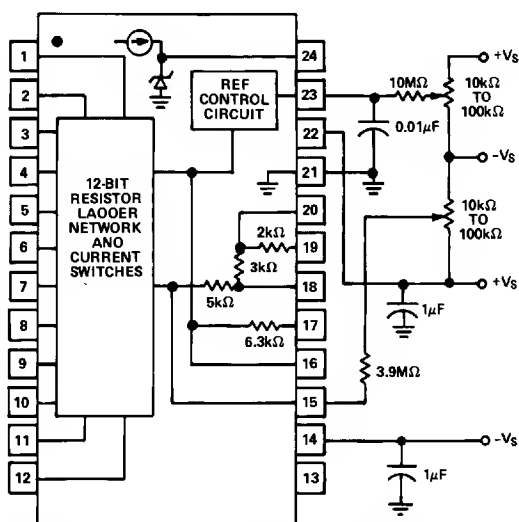 1
2
3
4
5
6
7
8
9
10
11
12
24
23
22
21
20
19
18
17
16
15
14
13
12-BIT
RESISTOR
LAOOER
NETWORK
AND
CURRENT
SWITCHES
REF
CONTROL
CIRCUIT
2kΩ
3kΩ
5kΩ
6.3kΩ
10MΩ
0.01μF
+VS
10kΩ
TO
100kΩ
-VS
10kΩ
TO
100kΩ
+VS
1μF
3.9MΩ
-VS
1μF